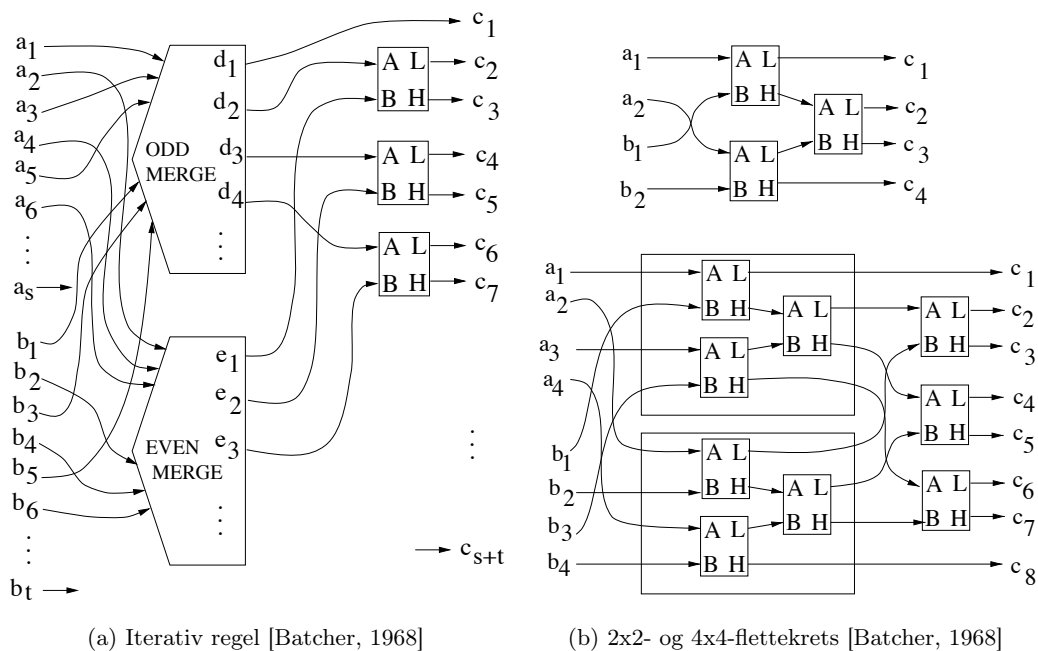 a1
a2
a3
a4
a5
a6
as
b1
b2
b3
b4
b5
b6
bt
ODD
MERGE
d1
d2
d3
d4
EVEN
MERGE
e1
e2
e3
A L
B H
A L
B H
A L
B H
c1
c2
c3
c4
c5
c6
c7
cs+t
(a) Iterativ regel [Batcher, 1968]
a1
a2
b1
b2
A L
B H
A L
B H
A L
B H
c1
c2
c3
c4
a1
a2
a3
a4
b1
b2
b3
b4
A L
B H
A L
B H
A L
B H
A L
B H
A L
B H
A L
B H
A L
B H
A L
B H
A L
B H
c1
c2
c3
c4
c5
c6
c7
c8
(b) 2x2- og 4x4-flettekrets [Batcher, 1968]